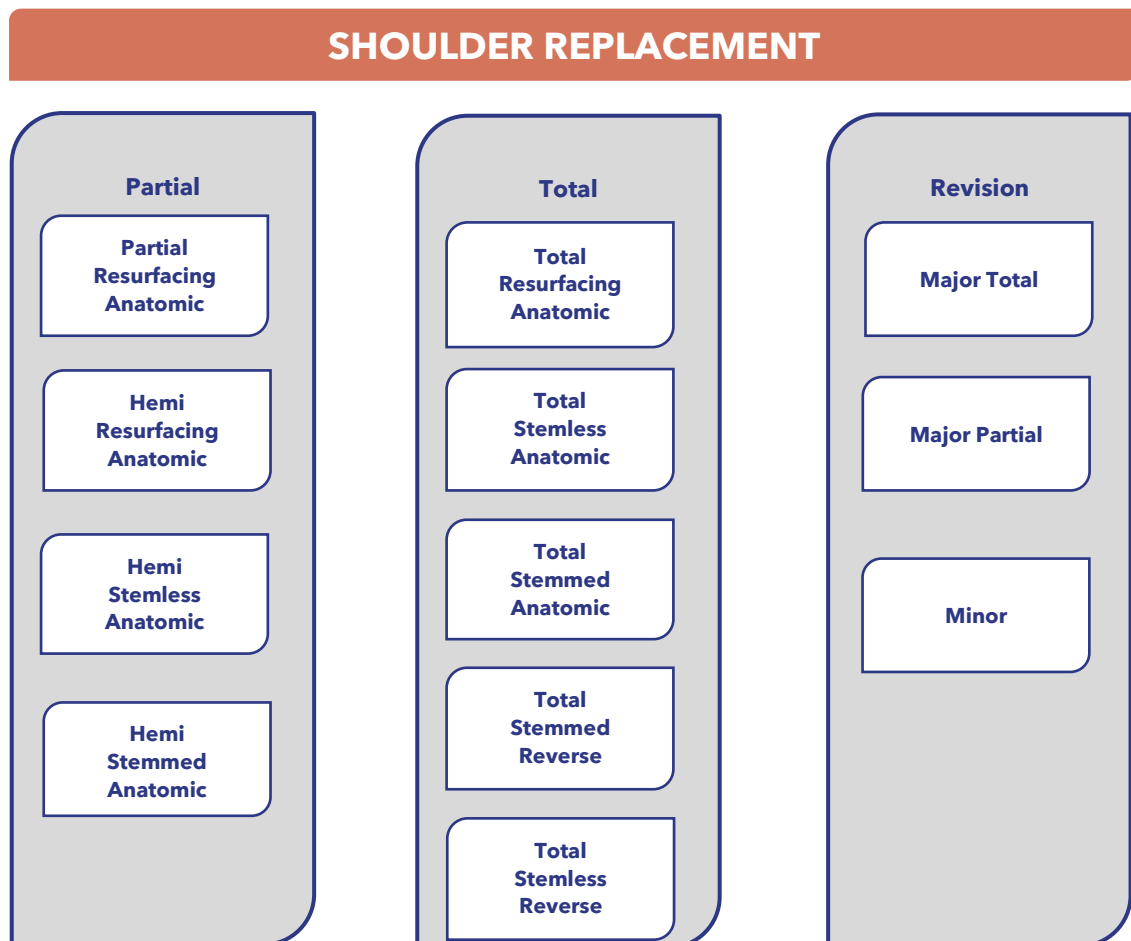 SHOULDER REPLACEMENT
Partial
Partial
Resurfacing
Anatomic
Hemi
Resurfacing
Anatomic
Hemi
Stemless
Anatomic
Hemi
Stemmed
Anatomic
Total
Total
Resurfacing
Anatomic
Total
Stemless
Anatomic
Total
Stemmed
Anatomic
Total
Stemmed
Reverse
Total
Stemless
Reverse
Revision
Major Total
Major Partial
Minor